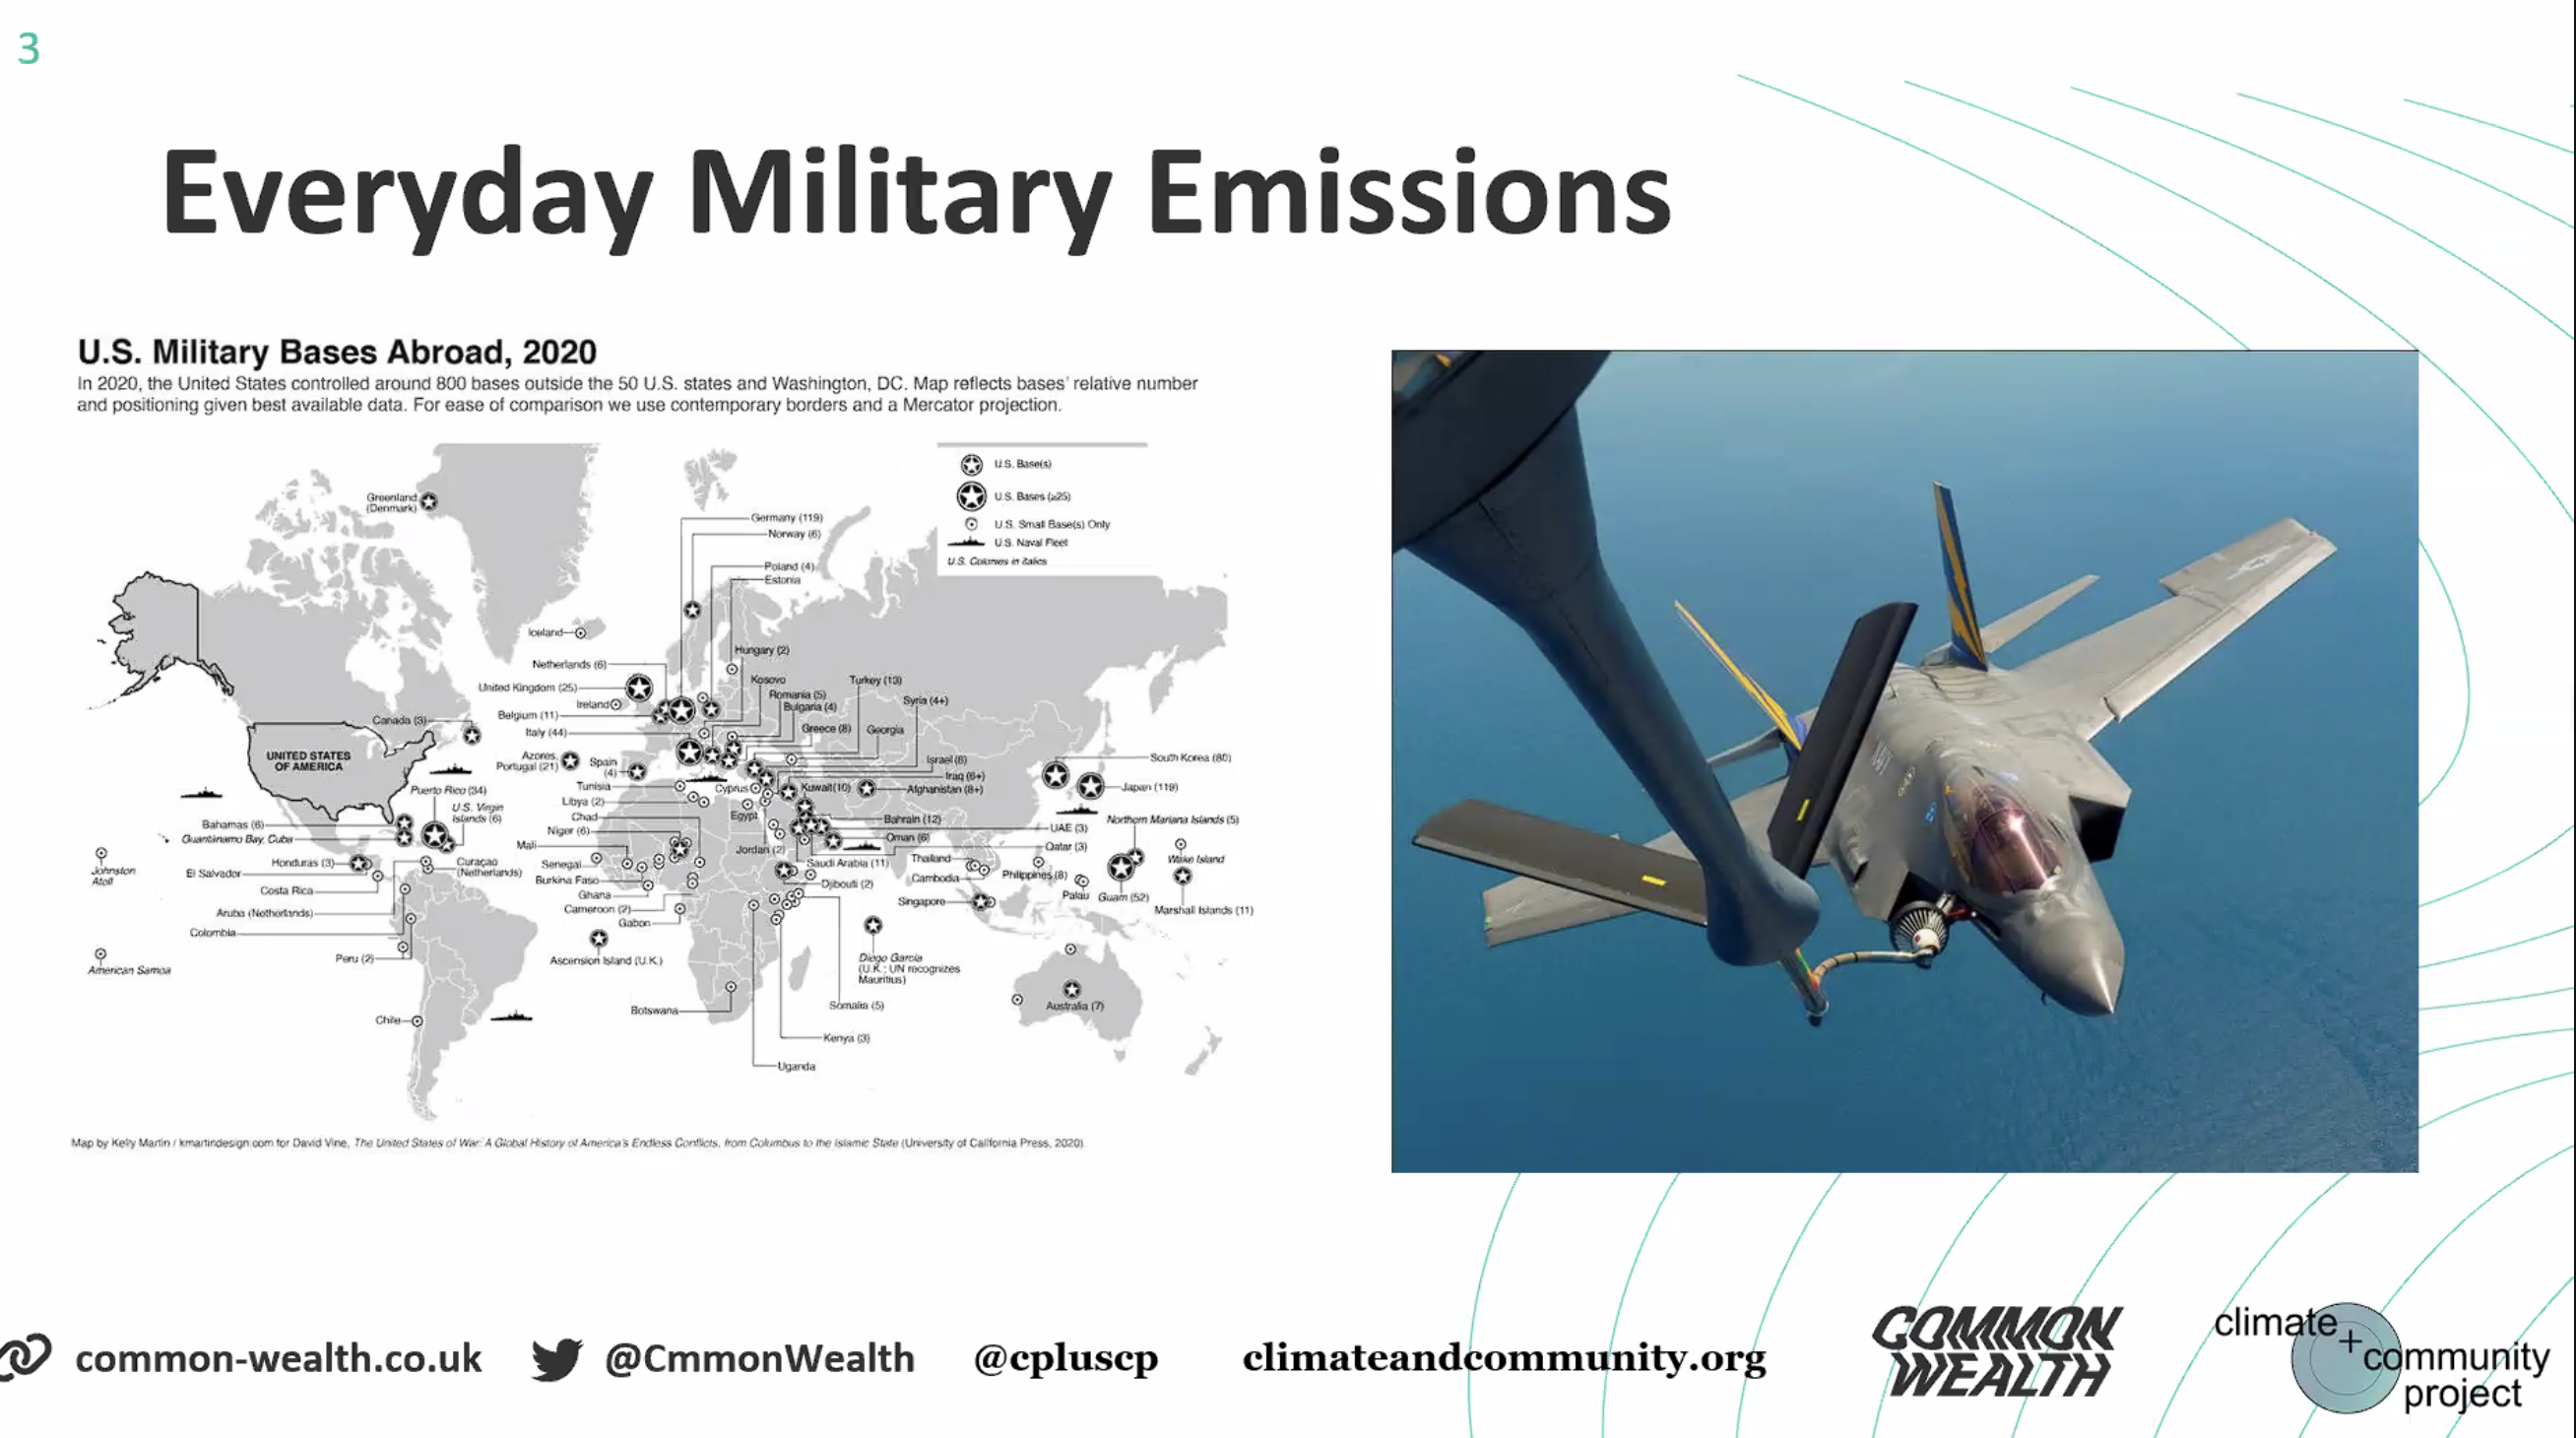 3
Everyday Military Emissions
U.S. Military Bases Abroad, 2020
In 2020, the United States controlled around 800 bases outside the 50 U.S. states and Washington, DC. Map reflects bases' relative number
and positioning given best available data. For ease of comparison we use contemporary borders and a Mercator projection.
U.S. Base(s)
U.S. Bases (≥25)
U.S. Small Base(s) Only
U.S. Naval Fleet
U.S. Colonies in italics
Greenland
(Denmark)
Germany (119)
Norway (6)
Poland (4)
Estonia
Iceland
Hungary (2)
Netherlands (6)
Kosovo
Turkey (13)
United Kingdom (25)
Romania (5)
Syria (4+)
Ireland
Bulgaria (4)
Belgium (11)
Canada (3)
Italy (44)
Greece (8)
Georgia
UNITED STATES
OF AMERICA
Azores,
Portugal (21)
Spain
(4)
Israel (6)
South Korea (80)
Iraq (6+)
Tunisia
Cyprus
Kuwait(10)
Afghanistan (8+)
Japan (119)
Puerto Rico (34)
Libya (2)
U.S. Virgin
Islands (6)
Chad
Egypt
Bahrain (12)
Northern Mariana Islands (5)
Bahamas (6)
Niger (6)
UAE (3)
Guantánamo Bay, Cuba
Oman (6)
Mali
Jordan (2)
Qatar (3)
Honduras (3)
Curaçao
(Netherlands)
Senegal
Saudi Arabia (11)
Thailand
Wake Island
Johnston
Atoll
El Salvador
Burkina Faso
Djibouti (2)
Cambodia
Philippines (8)
Costa Rica
Ghana
Singapore
Palau
Guam (52)
Aruba (Netherlands)
Cameroon (2)
Marshall Islands (11)
Colombia
Gabon
Peru (2)
Ascension Island (U.K.)
Diego Garcia
(U.K.; UN recognizes
Mauritius)
American Samoa
Botswana
Somalia (5)
Australia (7)
Chile
Kenya (3)
Uganda
Map by Kelly Martin / kmartindesign.com for David Vine, The United States of War: A Global History of America's Endless Conflicts, from Columbus to the Islamic State (University of California Press, 2020).
common-wealth.co.uk
@CmmonWealth
@cpluscp
climateandcommunity.org
COMMON
WEALTH
climate
+
community
project